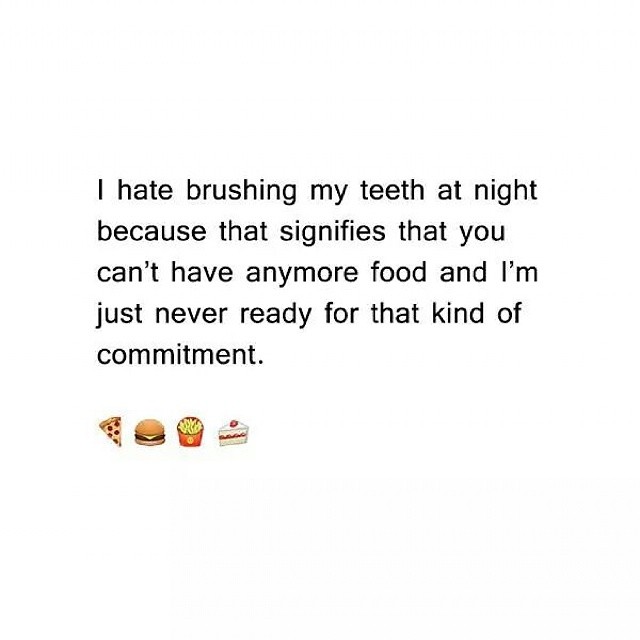 I hate brushing my teeth at night
because that signifies that you
can’t have anymore food and I’m
just never ready for that kind of
commitment.
🍕 🍔 🍟 🍰